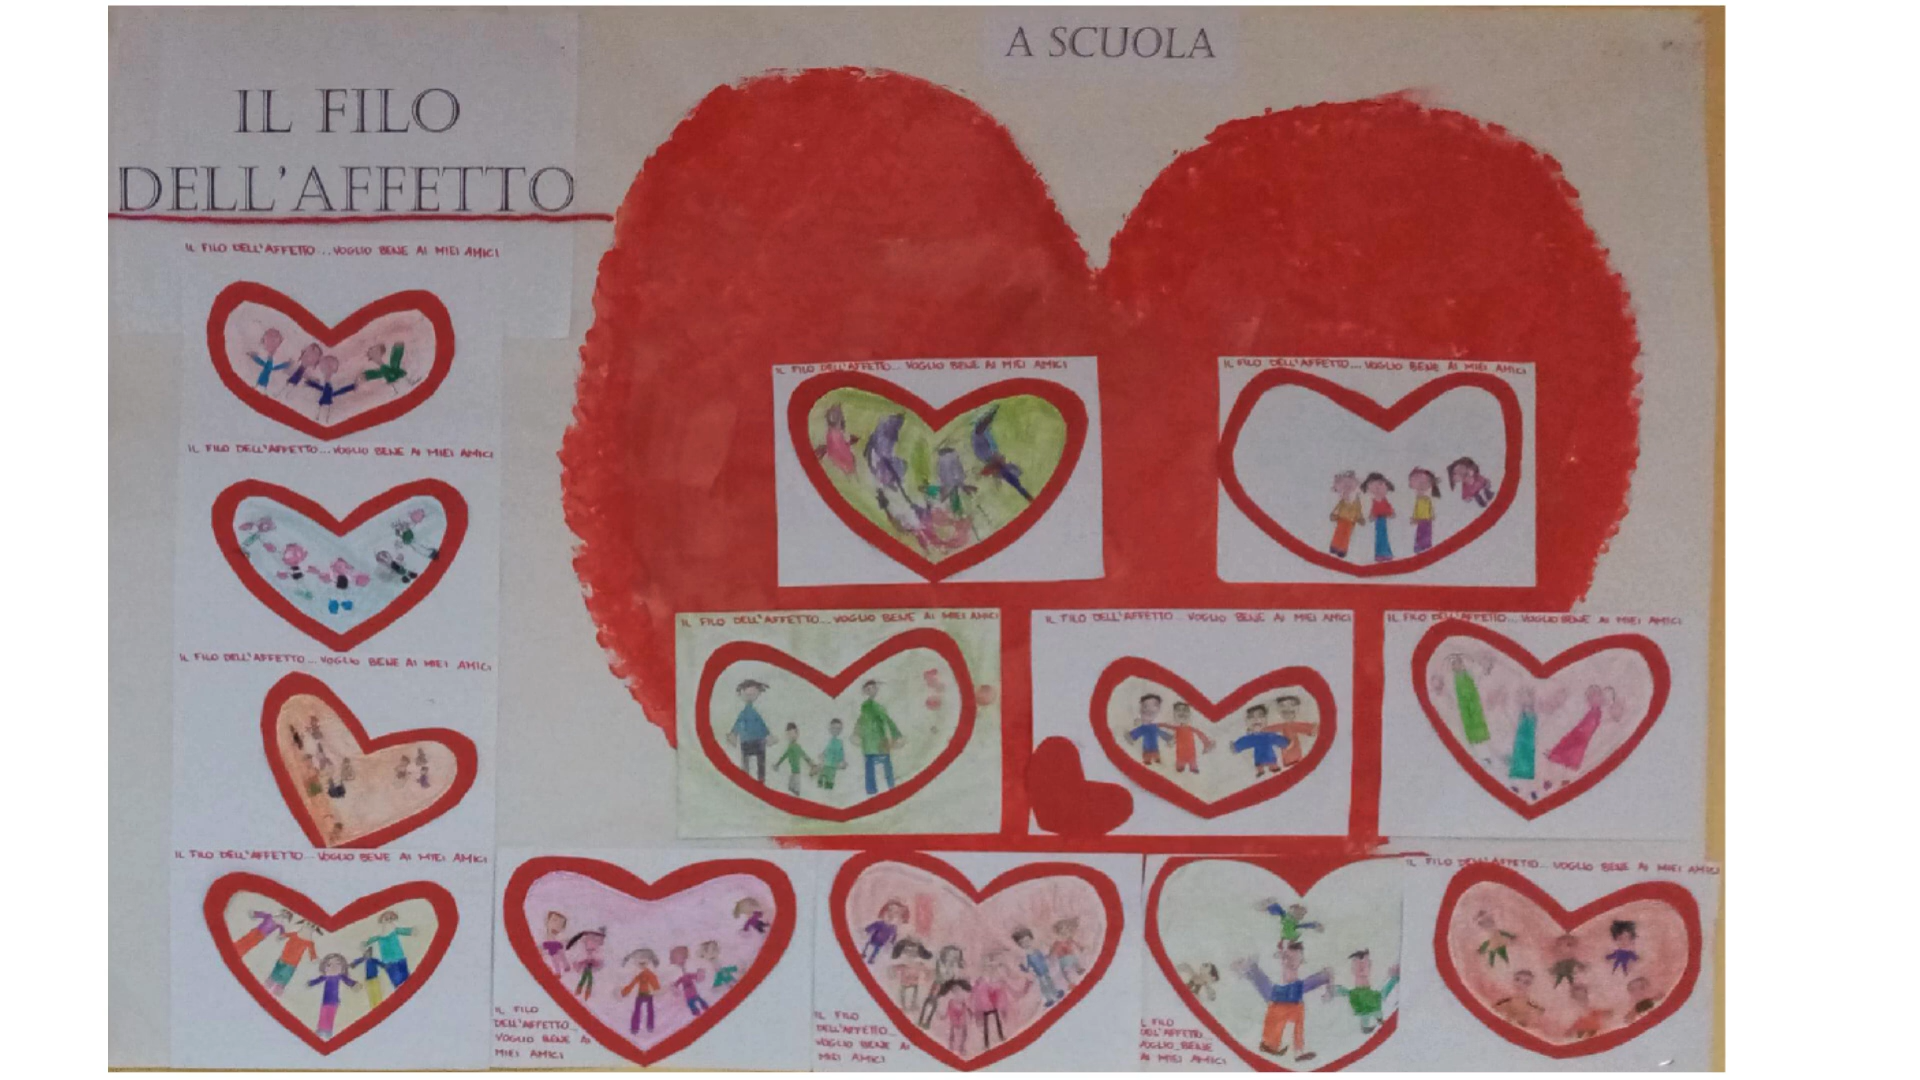 A SCUOLA
IL FILO
DELL'AFFETTO
IL FILO DELL'AFFETTO...VOGLIO BENE AI MIEI AMICI
IL FILO DELL'AFFETTO...VOGLIO BENE AI MIEI AMICI
IL FILO DELL'AFFETTO...VOGLIO BENE AI MIEI AMICI
IL FILO DELL'AFFETTO...VOGLIO BENE AI MIEI AMICI
IL FILO DELL'AFFETO...VOGLIO BENE AI MIEI AMICI
IL FILO DELL'AFFETTO...VOGLIO BENE AI MIEI AMICI
IL FILO DELL'AFFETTO...VOGLIO BENE AI MIEI AMICI
IL FILO DELL'AFFETTO...VOGLIO BENE AI MIEI AMICI
IL FILO DELL'AFFETTO...VOGLIO BENE AI MIEI AMICI
IL FILO
DELL'AFFETTO...
VOGLIO BENE AI
MIEI AMICI
IL FILO
DELL'AFFETTO...
VOGLIO BENE AI
MIEI AMICI
IL FILO
DELL'AFFETTO...
VOGLIO BENE
AI MIEI AMICI
IL FILO DELL'AFFETTO...VOGLIO BENE AI MIEI AMICI